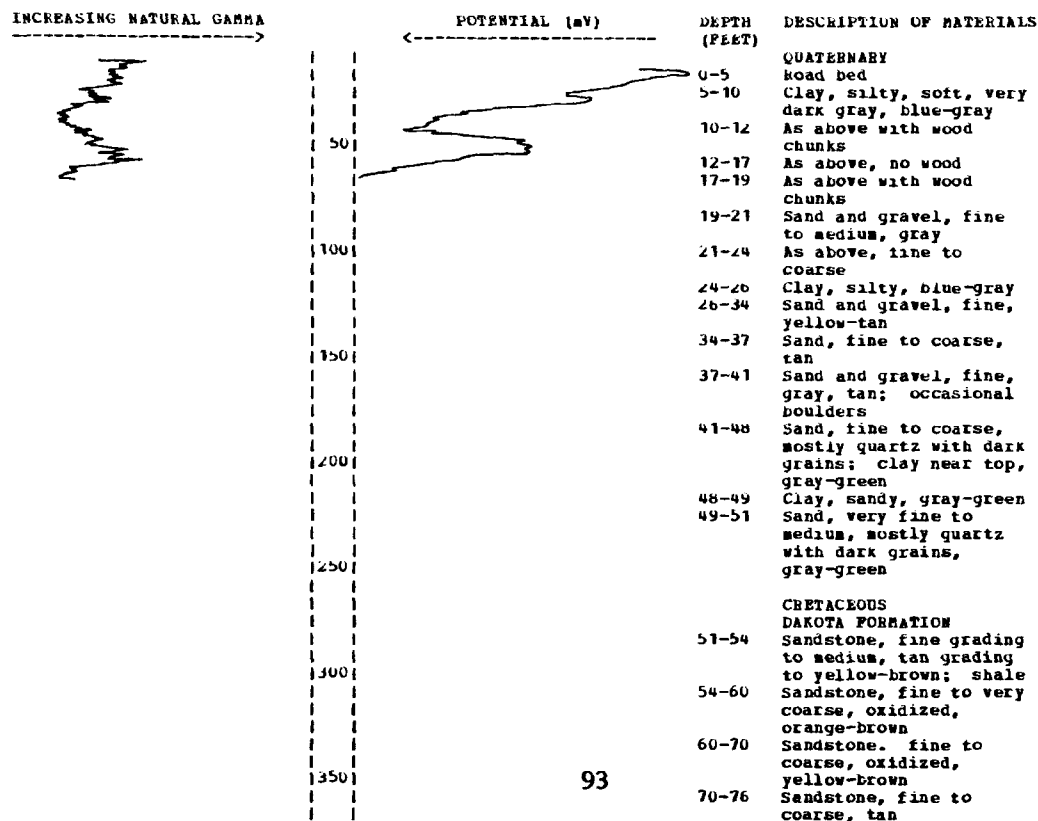 INCREASING NATURAL GAMMA
POTENTIAL (mV)
DEPTH (FEET)
DESCRIPTION OF MATERIALS
50
100
150
200
250
300
350
QUATERNARY
0-5 Road bed
5-10 Clay, silty, soft, very
dark gray, blue-gray
10-12 As above with wood
chunks
12-17 As above, no wood
17-19 As above with wood
chunks
19-21 Sand and gravel, fine
to medium, gray
21-24 As above, fine to
coarse
24-26 Clay, silty, blue-gray
26-34 Sand and gravel, fine,
yellow-tan
34-37 Sand, fine to coarse,
tan
37-41 Sand and gravel, fine,
gray, tan; occasional
boulders
41-48 Sand, fine to coarse,
mostly quartz with dark
grains; clay near top,
gray-green
48-49 Clay, sandy, gray-green
49-51 Sand, very fine to
medium, mostly quartz
with dark grains,
gray-green
CRETACEOUS
DAKOTA FORMATION
51-54 Sandstone, fine grading
to medium, tan grading
to yellow-brown; shale
54-60 Sandstone, fine to very
coarse, oxidized,
orange-brown
60-70 Sandstone. fine to
coarse, oxidized,
yellow-brown
70-76 Sandstone, fine to
coarse, tan
93